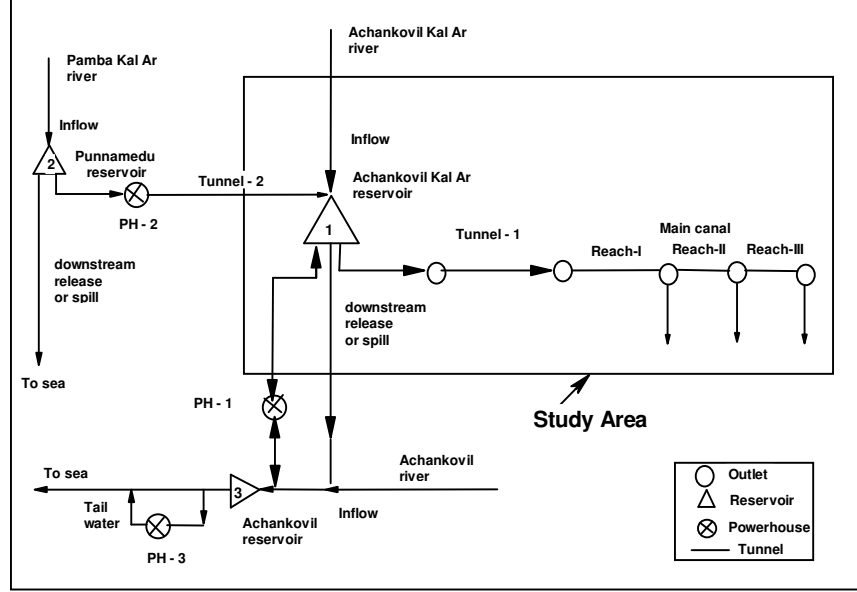 Achankovil Kal Ar
river
Pamba Kal Ar
river
Inflow
2
Punnamedu
reservoir
PH - 2
Tunnel - 2
Inflow
Achankovil Kal Ar
reservoir
1
Tunnel - 1
Main canal
Reach-I
Reach-II
Reach-III
downstream
release
or spill
To sea
downstream
release
or spill
PH - 1
Study Area
To sea
3
Achankovil
reservoir
Inflow
Achankovil
river
Tail
water
PH - 3
Outlet
Reservoir
Powerhouse
Tunnel